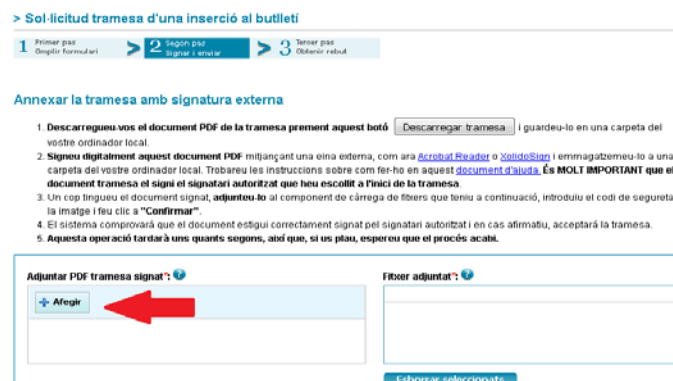 > Sol·licitud tramesa d'una inserció al butlletí
1 Primer pas
Omplir formulari
> 2 Segon pas
Signar i enviar
> 3 Tercer pas
Obtenir rebut
Annexar la tramesa amb signatura externa
1. Descarregueu-vos el document PDF de la tramesa prement aquest botó Descarregar tramesa i guardeu-lo en una carpeta del
vostre ordinador local.
2. Signeu digitalment aquest document PDF mitjançant una eina externa, com ara Acrobat Reader o XolidoSign i emmagatzemeu-lo a una
carpeta del vostre ordinador local. Trobareu les instruccions sobre com fer-ho en aquest document d'ajuda. És MOLT IMPORTANT que el
document tramesa el signi el signatari autoritzat que heu escollit a l'inici de la tramesa.
3. Un cop tingueu el document signat, adjunteu-lo al component de càrrega de fitxers que teniu a continuació, introduïu el codi de segureta
la imatge i feu clic a "Confirmar".
4. El sistema comprovarà que el document estigui correctament signat pel signatari autoritzat i en cas afirmatiu, acceptarà la tramesa.
5. Aquesta operació tardarà uns quants segons, així que, si us plau, espereu que el procés acabi.
Adjuntar PDF tramesa signat*: ?
Fitxer adjuntat*: ?
+ Afegir
Esborrar seleccionats